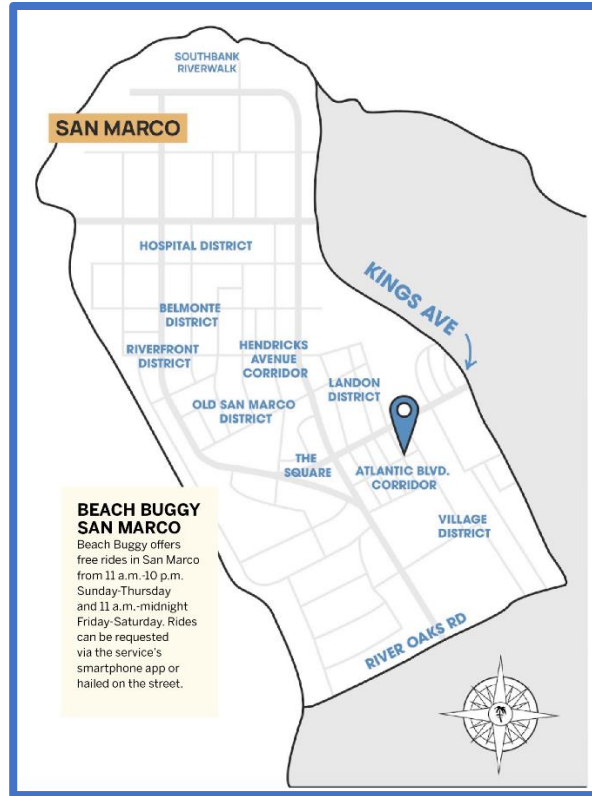 SOUTHBANK
RIVERWALK
SAN MARCO
HOSPITAL DISTRICT
KINGS AVE
BELMONTE
DISTRICT
RIVERFRONT
DISTRICT
HENDRICKS
AVENUE
CORRIDOR
LANDON
DISTRICT
OLD SAN MARCO
DISTRICT
THE
SQUARE
ATLANTIC BLVD.
CORRIDOR
VILLAGE
DISTRICT
RIVER OAKS RD
BEACH BUGGY
SAN MARCO
Beach Buggy offers
free rides in San Marco
from 11 a.m.-10 p.m.
Sunday-Thursday
and 11 a.m.-midnight
Friday-Saturday. Rides
can be requested
via the service's
smartphone app or
hailed on the street.